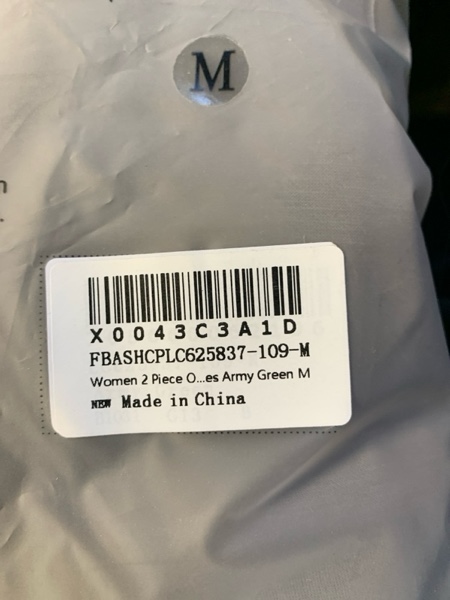 M
n
X0043C3A1D
FBASHCPLC625837-109-M
Women 2 Piece O...es Army Green M
NEW Made in China